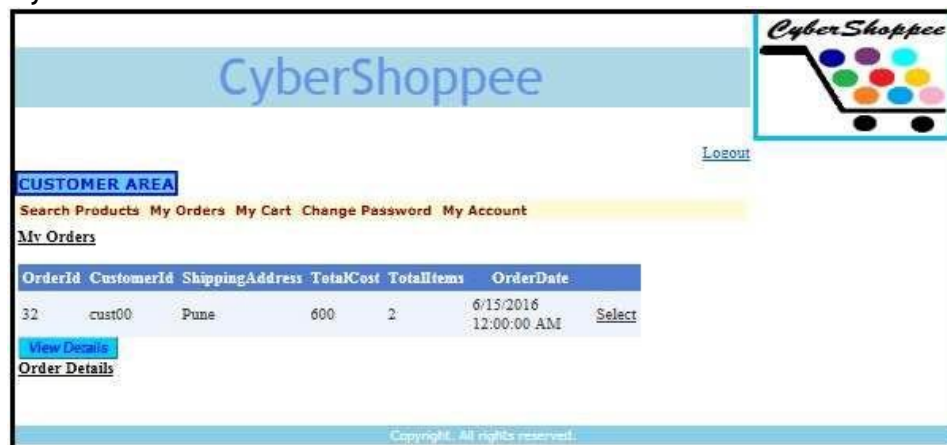 CyberShoppee
CyberShoppee
Logout
CUSTOMER AREA
Search Products My Orders My Cart Change Password My Account
My Orders
OrderId CustomerId ShippingAddress TotalCost TotalItems OrderDate
32 cust00 Pune 600 2 6/15/2016 12:00:00 AM Select
View Details
Order Details
Copyright. All rights reserved.